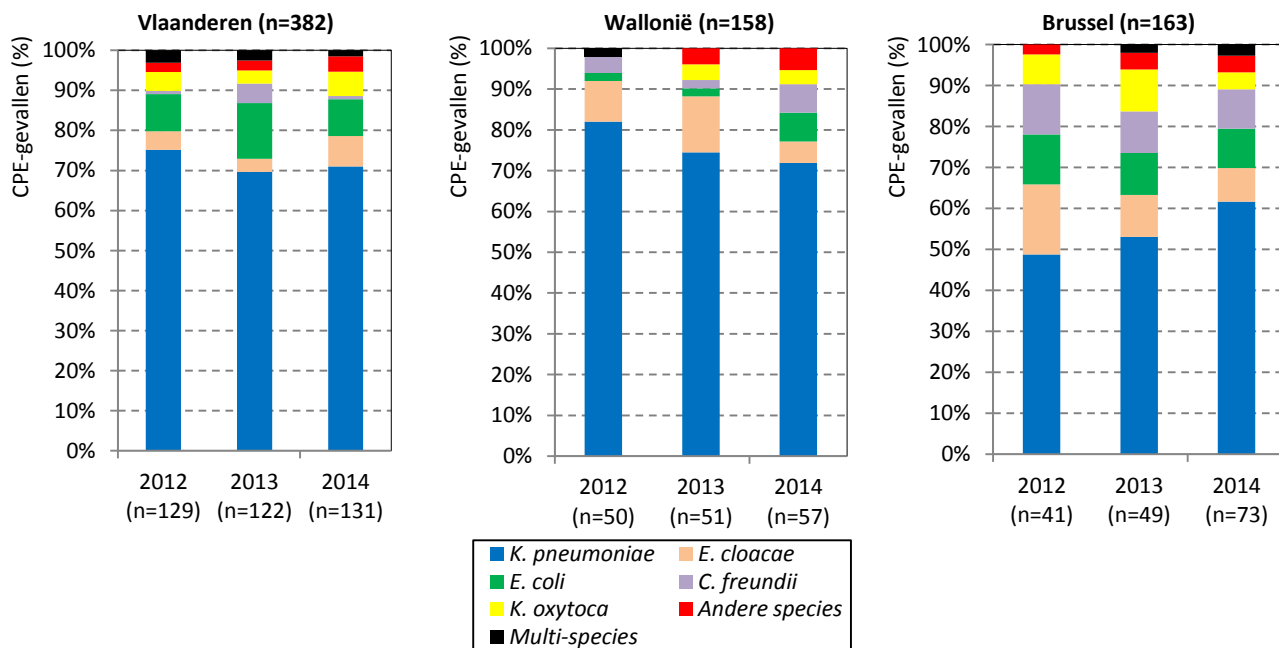 Vlaanderen (n=382)
CPE-gevallen (%)
100%
90%
80%
70%
60%
50%
40%
30%
20%
10%
0%
2012
(n=129)
2013
(n=122)
2014
(n=131)
Wallonië (n=158)
100%
90%
80%
70%
60%
50%
40%
30%
20%
10%
0%
2012
(n=50)
2013
(n=51)
2014
(n=57)
Brussel (n=163)
CPE-gevallen (%)
100%
90%
80%
70%
60%
50%
40%
30%
20%
10%
0%
2012
(n=41)
2013
(n=49)
2014
(n=73)
K. pneumoniae
E. cloacae
E. coli
C. freundii
K. oxytoca
Andere species
Multi-species